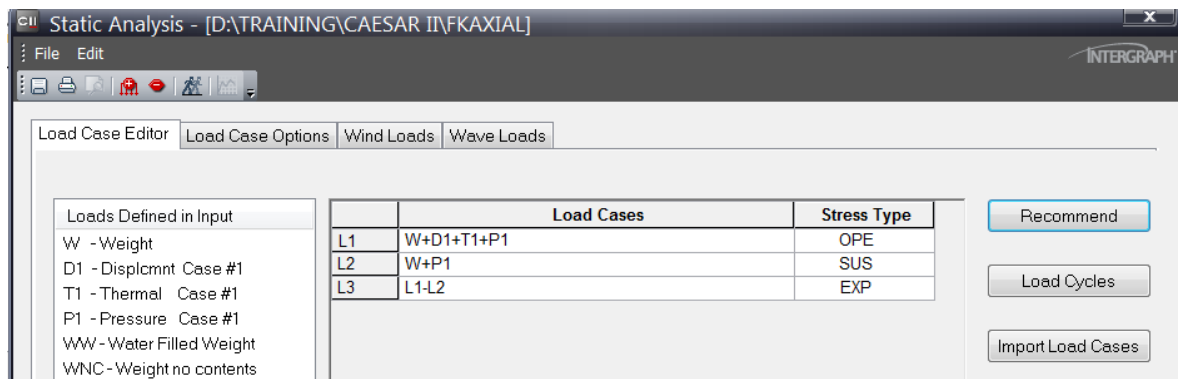 CII Static Analysis - [D:\TRAINING\CAESAR II\FKAXIAL] X
File Edit
INTERGRAPH
Load Case Editor Load Case Options Wind Loads Wave Loads
Loads Defined in Input
W - Weight
D1 - Displcmnt Case #1
T1 - Thermal Case #1
P1 - Pressure Case #1
WW - Water Filled Weight
WNC - Weight no contents
Load Cases Stress Type
L1 W+D1+T1+P1 OPE
L2 W+P1 SUS
L3 L1-L2 EXP
Recommend
Load Cycles
Import Load Cases